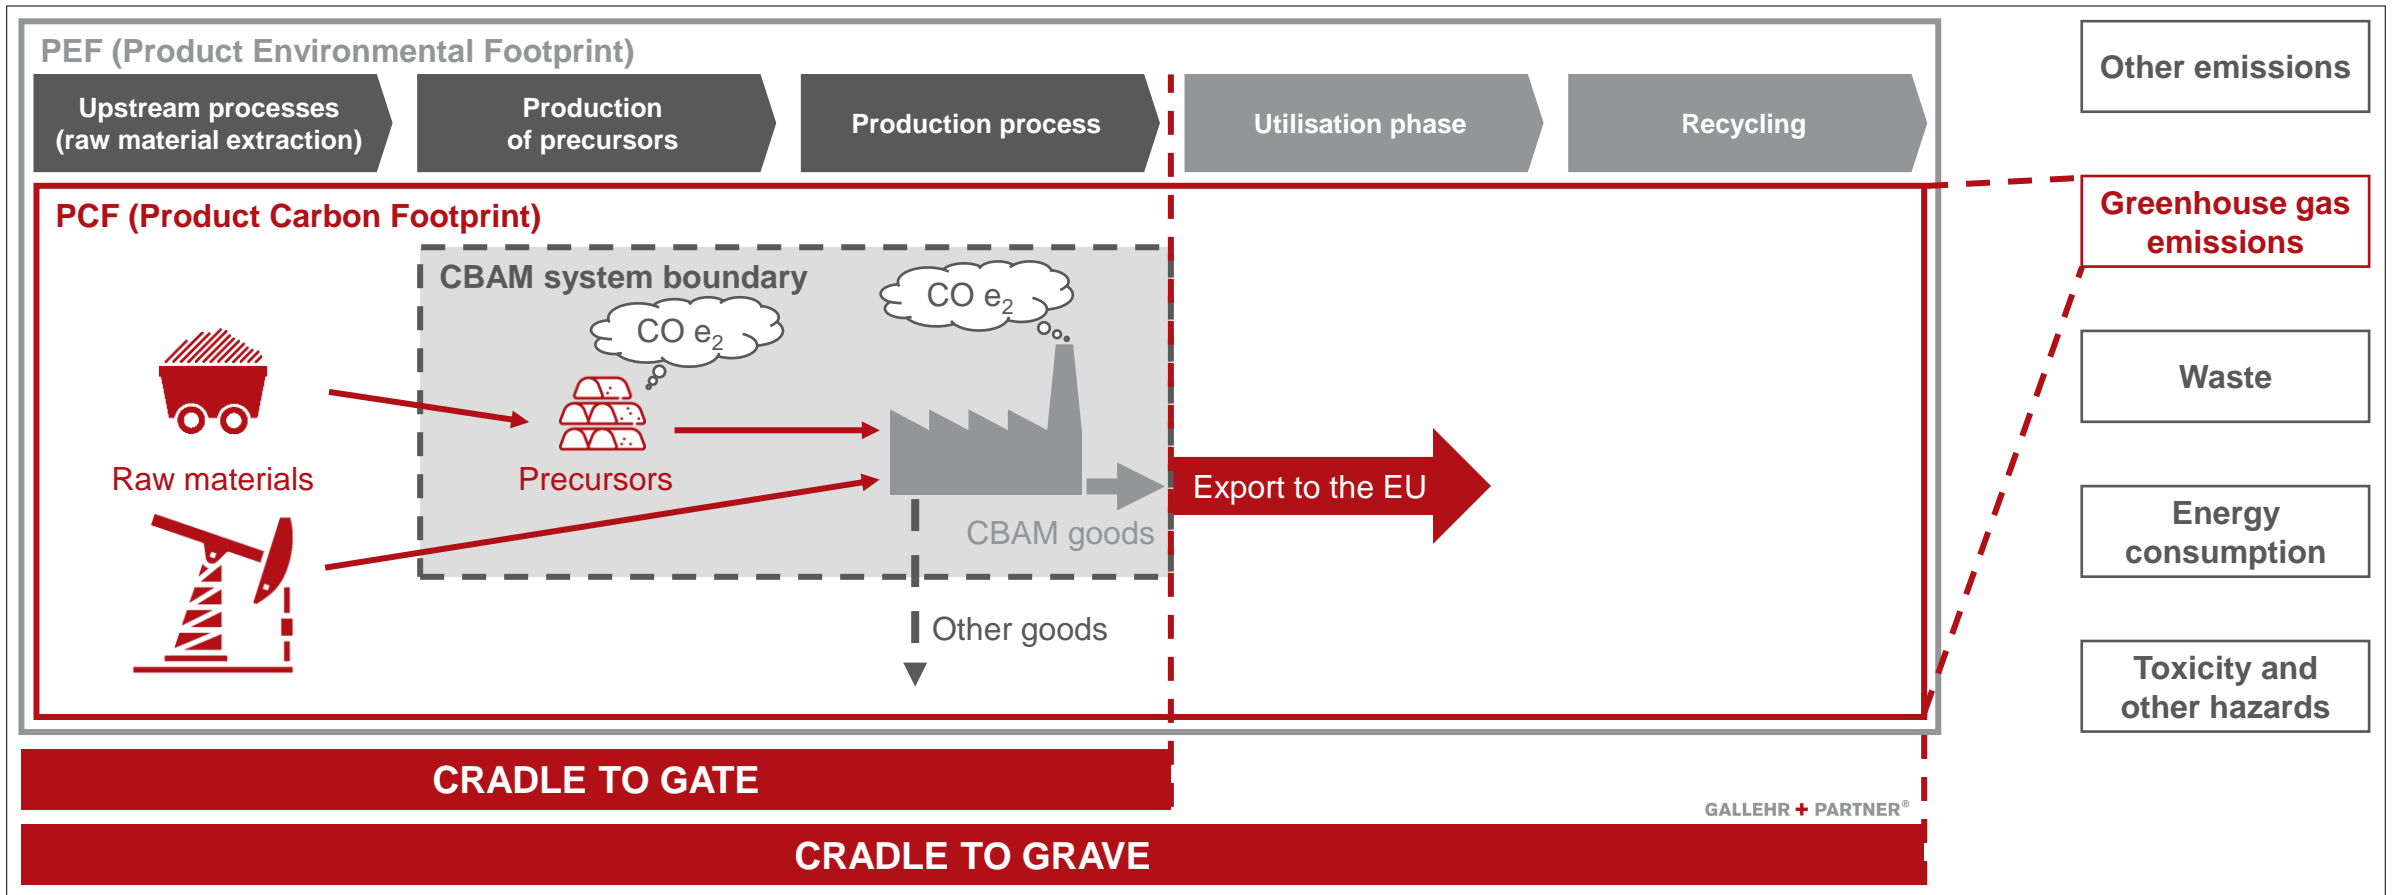 PEF (Product Environmental Footprint)
Upstream processes
(raw material extraction)
Production
of precursors
Production process
Utilisation phase
Recycling
PCF (Product Carbon Footprint)
CBAM system boundary
CO e₂
CO e₂
Raw materials
Precursors
CBAM goods
Export to the EU
Other goods
CRADLE TO GATE
GALLEHR + PARTNER®
CRADLE TO GRAVE
Other emissions
Greenhouse gas
emissions
Waste
Energy
consumption
Toxicity and
other hazards